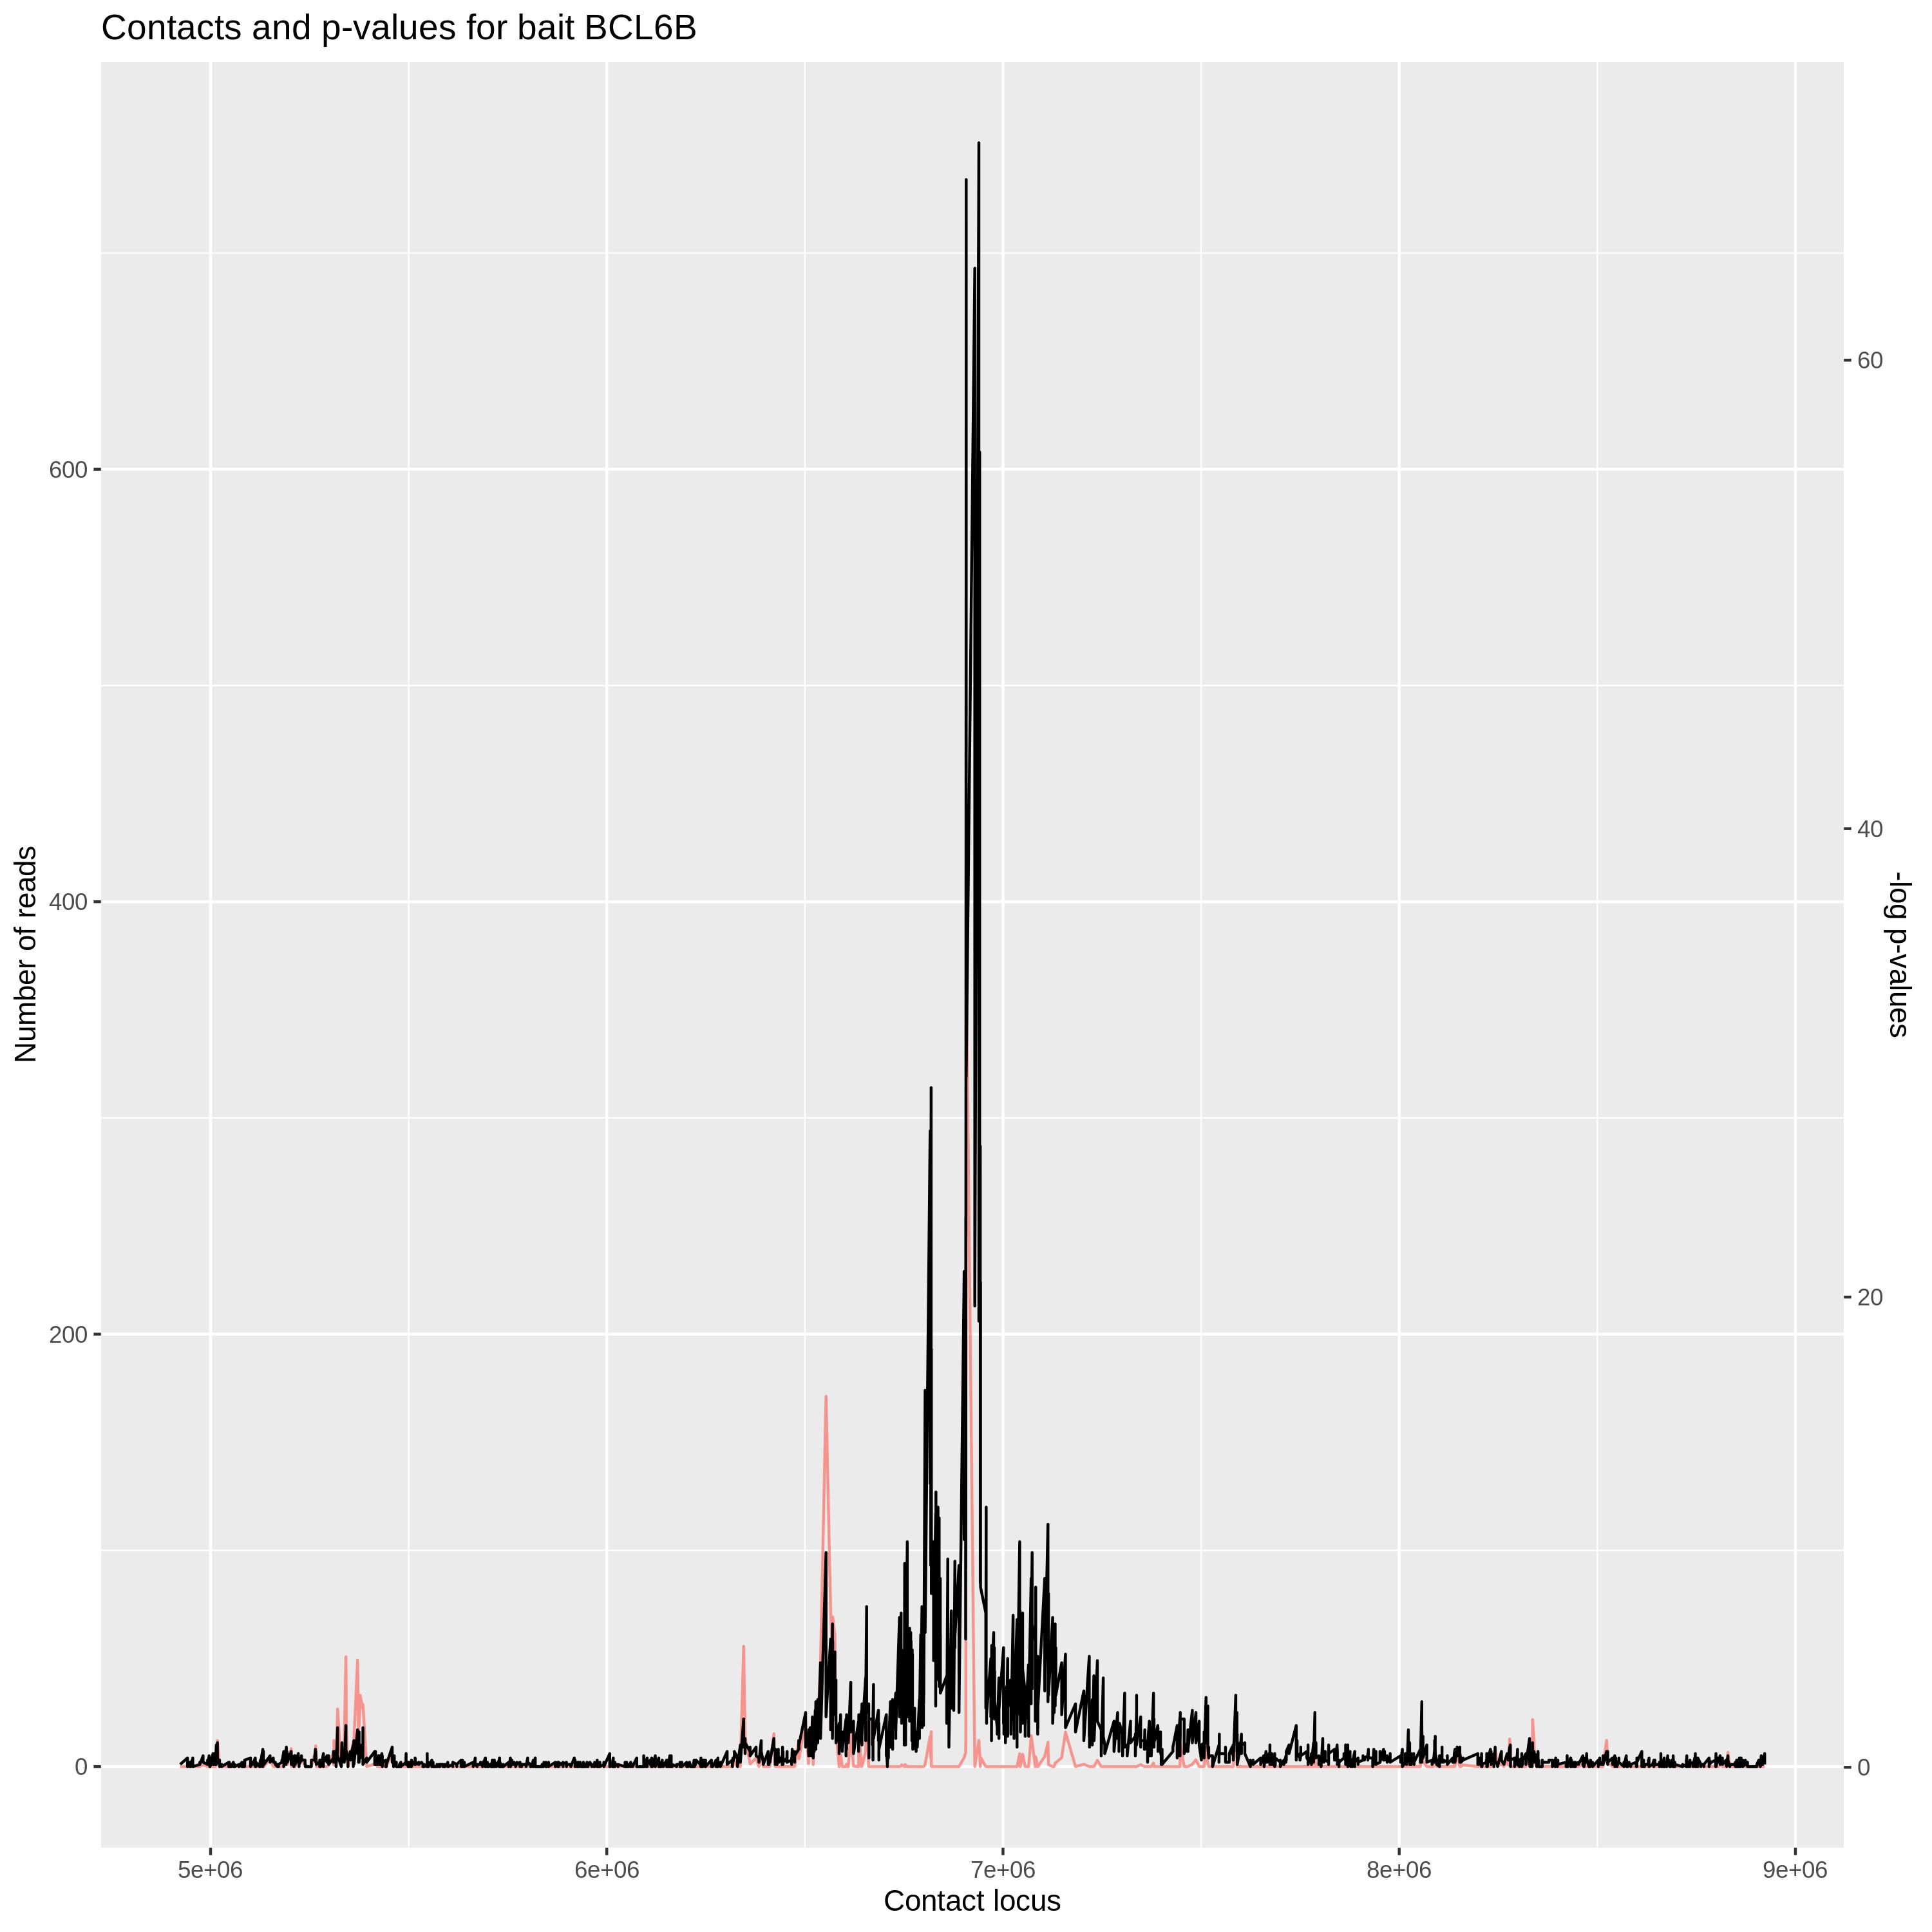 Contacts and p-values for bait BCL6B
Number of reads
600
400
200
0
60
40
20
0
-log p-values
5e+06
6e+06
7e+06
8e+06
9e+06
Contact locus